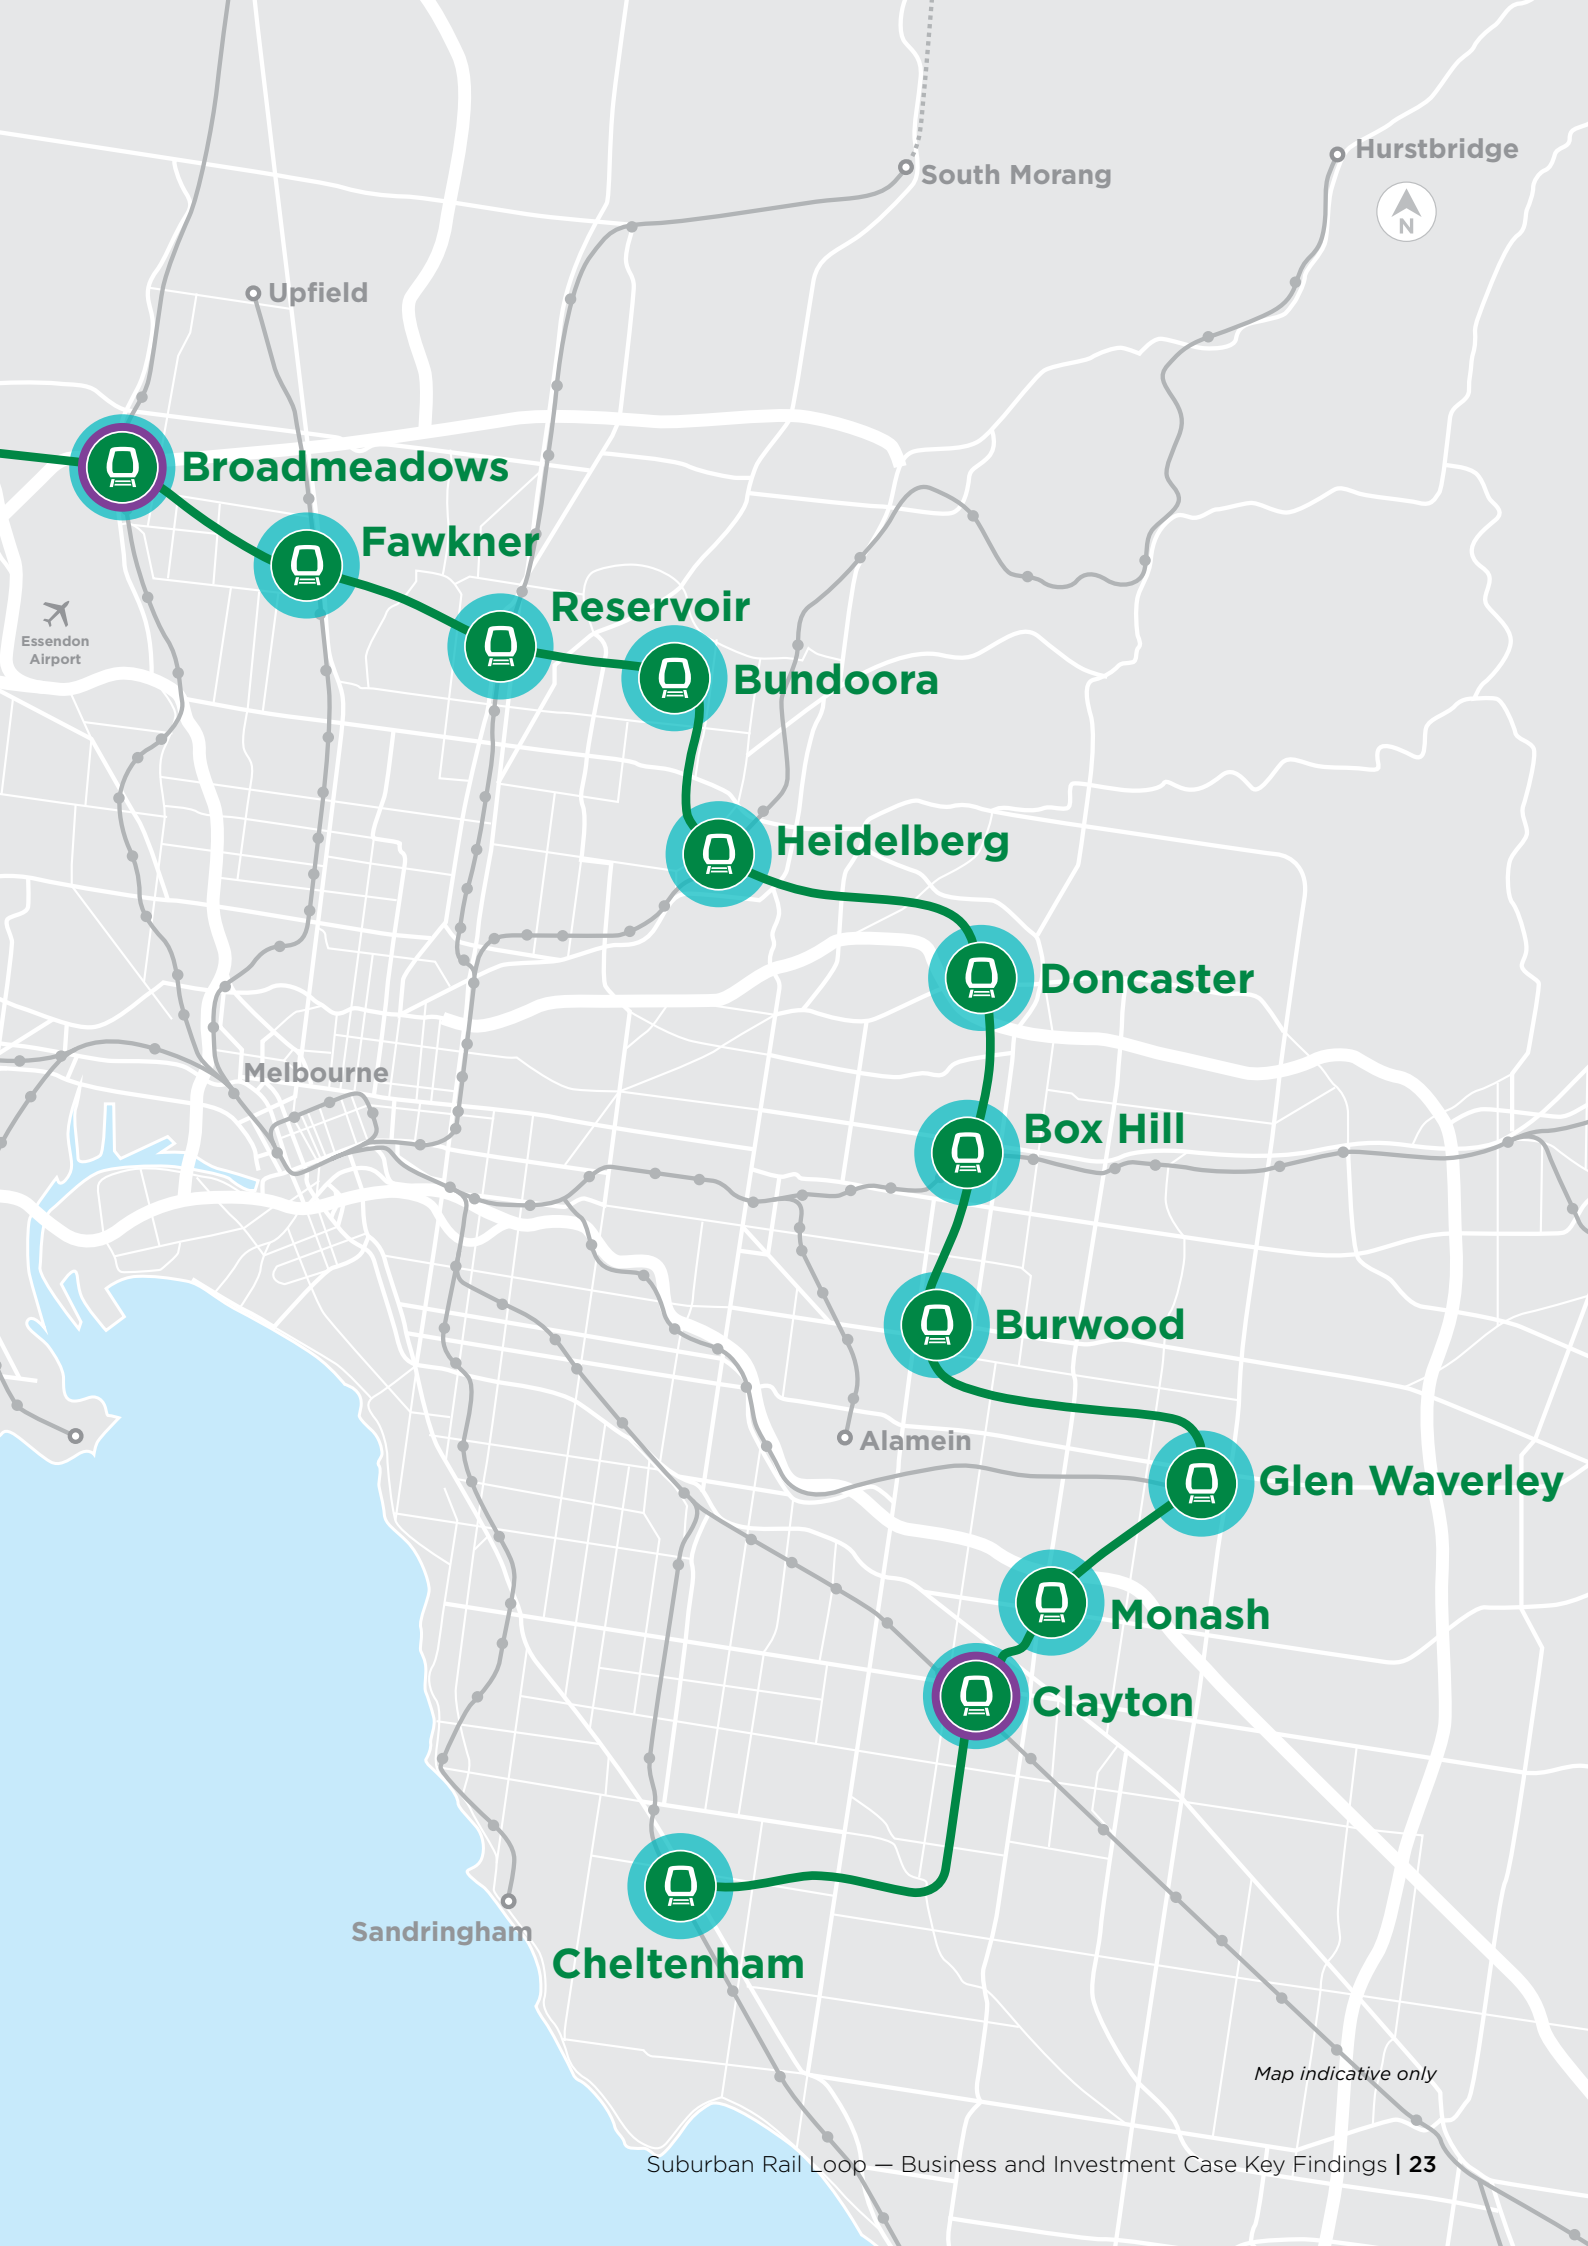 Hurstbridge
South Morang
N
Upfield
Broadmeadows
Fawkner
Reservoir
Essendon
Airport
Bundoora
Heidelberg
Doncaster
Melbourne
Box Hill
Burwood
Alamein
Glen Waverley
Monash
Clayton
Sandringham
Cheltenham
Map indicative only
Suburban Rail Loop — Business and Investment Case Key Findings | 23